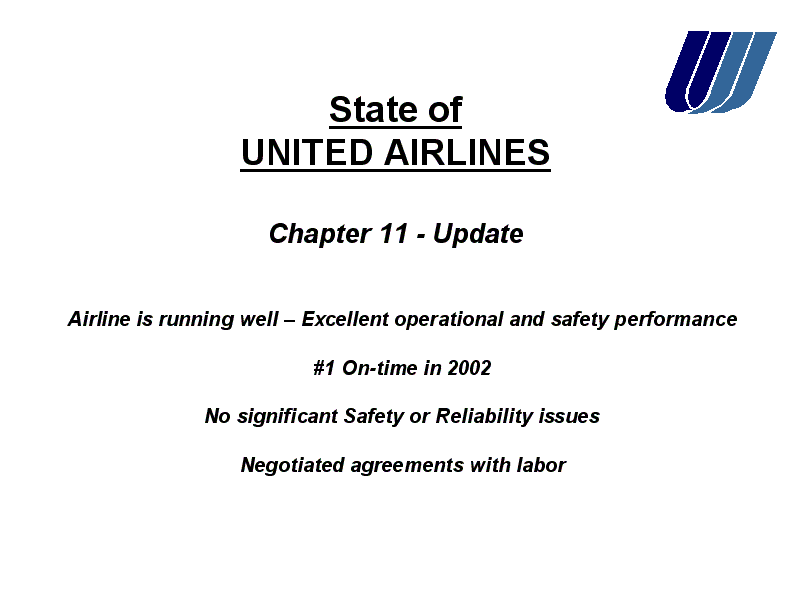 State of
UNITED AIRLINES
Chapter 11 - Update
Airline is running well – Excellent operational and safety performance
#1 On-time in 2002
No significant Safety or Reliability issues
Negotiated agreements with labor